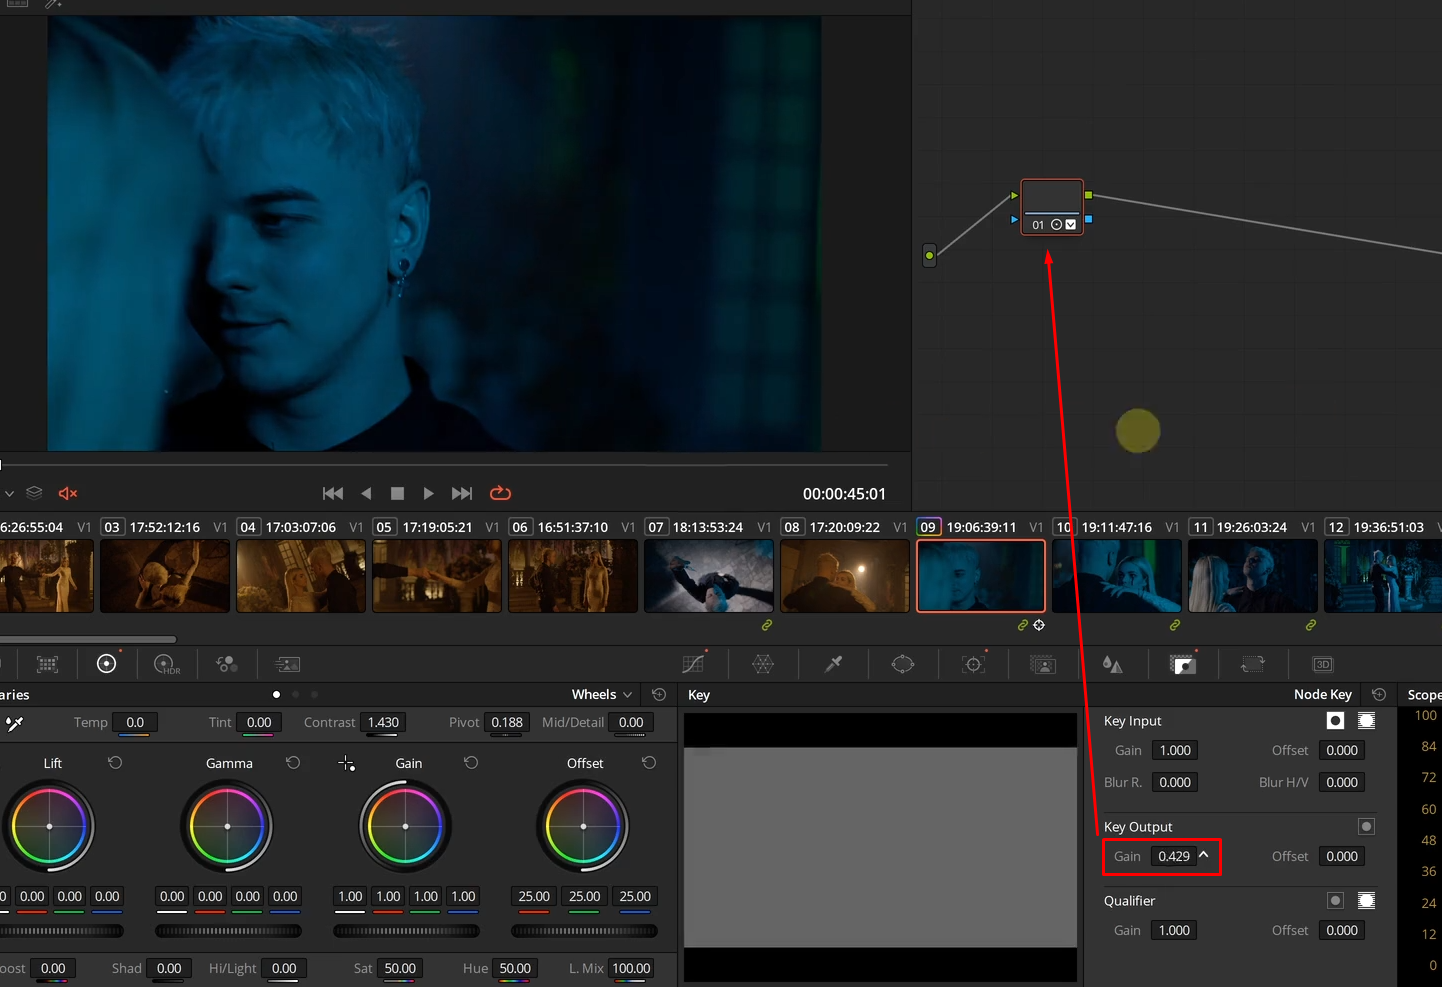 01
00:00:45:01
6:26:55:04 V1 03 17:52:12:16 V1 04 17:03:07:06 V1 05 17:19:05:21 V1 06 16:51:37:10 V1 07 18:13:53:24 V1 08 17:20:09:22 V1 09 19:06:39:11 V1 10 19:11:47:16 V1 11 19:26:03:24 V1 12 19:36:51:03
HDR
3D
aries Wheels Key Node Key Scope
Temp 0.0 Tint 0.00 Contrast 1.430 Pivot 0.188 Mid/Detail 0.00
Lift Gamma Gain Offset
0 0.00 0.00 0.00 0.00 0.00 0.00 0.00 1.00 1.00 1.00 1.00 25.00 25.00 25.00
oost 0.00 Shad 0.00 Hi/Light 0.00 Sat 50.00 Hue 50.00 L. Mix 100.00
Key Input
Gain 1.000 Offset 0.000
Blur R. 0.000 Blur H/V 0.000
Key Output
Gain 0.429 Offset 0.000
Qualifier
Gain 1.000 Offset 0.000
100
84
72
60
48
36
24
12
0